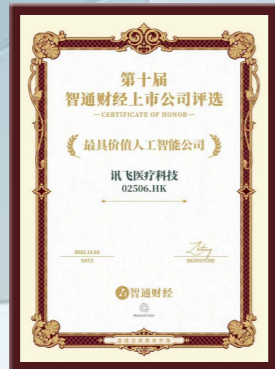 第十届
智通财经上市公司评选
—CERTIFICATE OF HONOR—
最具价值人工智能公司
讯飞医疗科技
02506.HK
DATE
SIGNATURE
智通财经